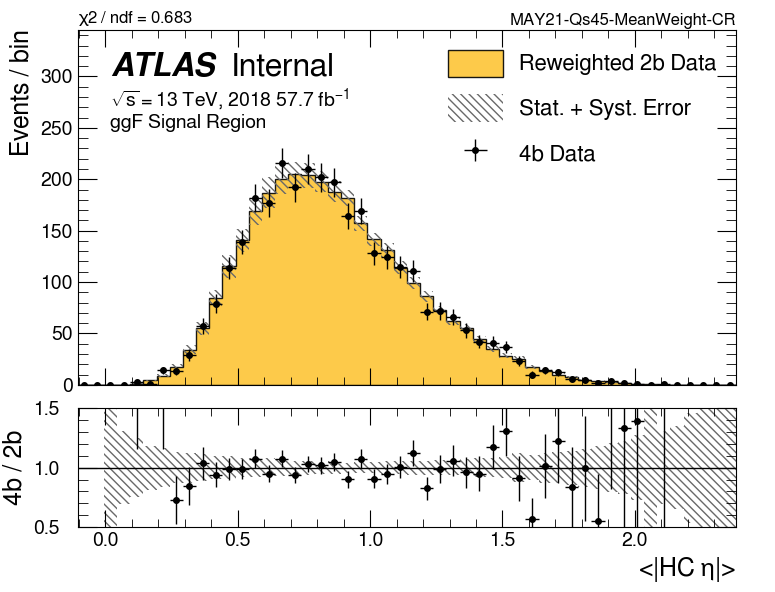 χ2 / ndf = 0.683
MAY21-Qs45-MeanWeight-CR
Events / bin
ATLAS Internal
√s = 13 TeV, 2018 57.7 fb⁻¹
ggF Signal Region
Reweighted 2b Data
Stat. + Syst. Error
4b Data
300
250
200
150
100
50
0
4b / 2b
1.5
1.0
0.5
0.0 0.5 1.0 1.5 2.0
<|HC η|>